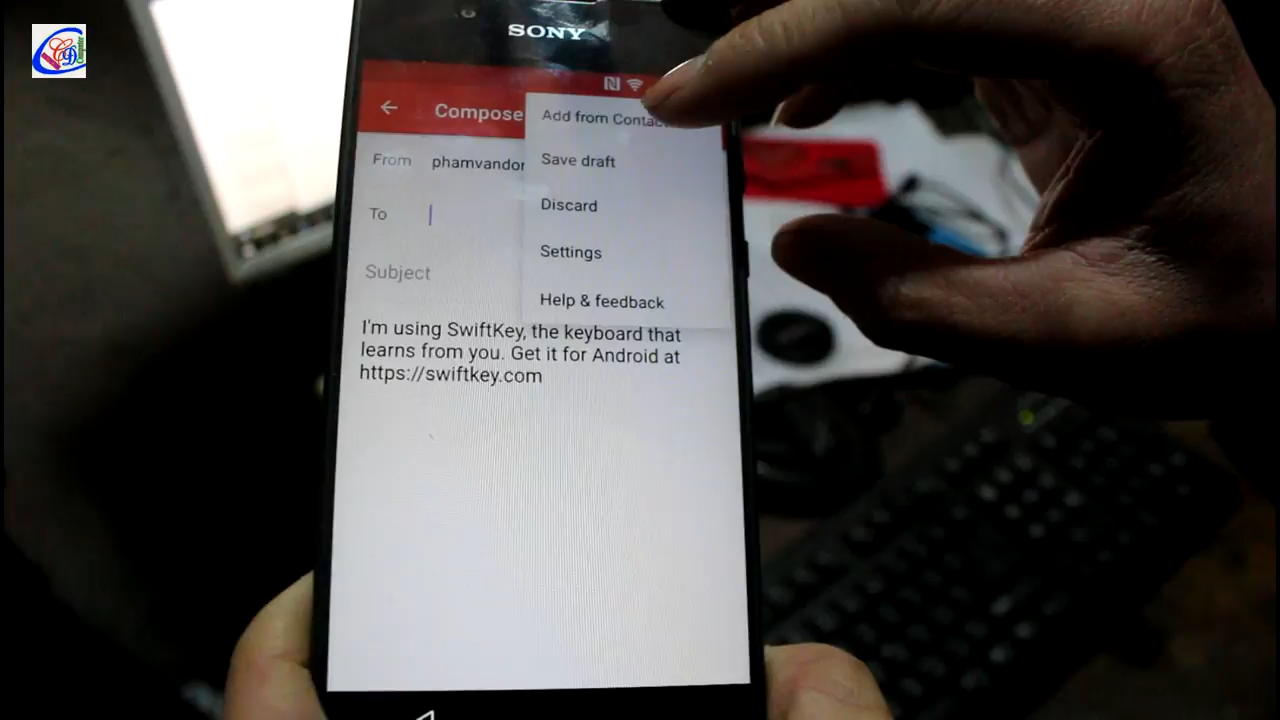 SONY
Compose
Add from Contac
From
phamvandon
Save draft
To
Discard
Settings
Subject
Help & feedback
I'm using SwiftKey, the keyboard that
learns from you. Get it for Android at
https://swiftkey.com